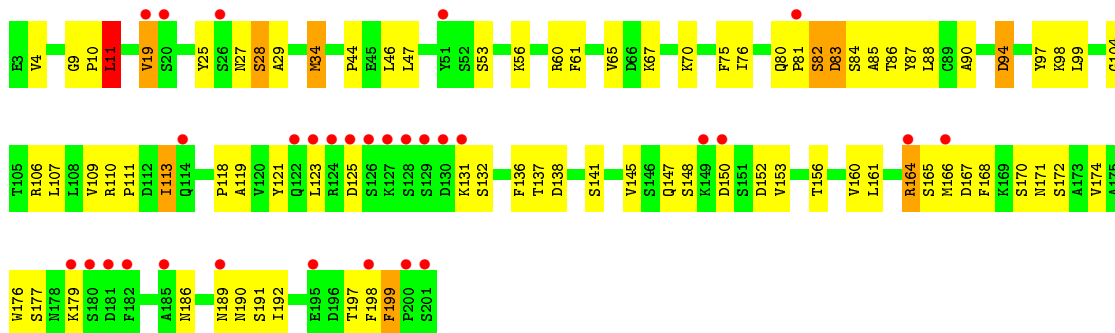 E3 V4 G9 P10 L11 V19 S20 Y25 S26 N27 S28 A29 M34 P44 E45 L46 L47 Y51 S52 S53 K56 R60 F61 V65 D66 K67 K70 F75 I76 Q80 P81 S82 D83 S84 A85 T86 Y87 L88 C89 A90 D94 Y97 K98 L99
T105 R106 L107 L108 V109 R110 P111 D112 I113 Q114 P118 A119 V120 Y121 Q122 L123 R124 D125 S126 K127 S128 S129 D130 K131 S132 F136 T137 D138 S141 V145 S146 Q147 S148 K149 D150 S151 D152 V153 T156 V160 L161 R164 S165 M166 D167 F168 K169 S170 N171 S172 A173 V174 A175
W176 S177 N178 K179 S180 D181 F182 A185 N186 N189 N190 S191 I192 E195 D196 T197 F198 F199 P200 S201